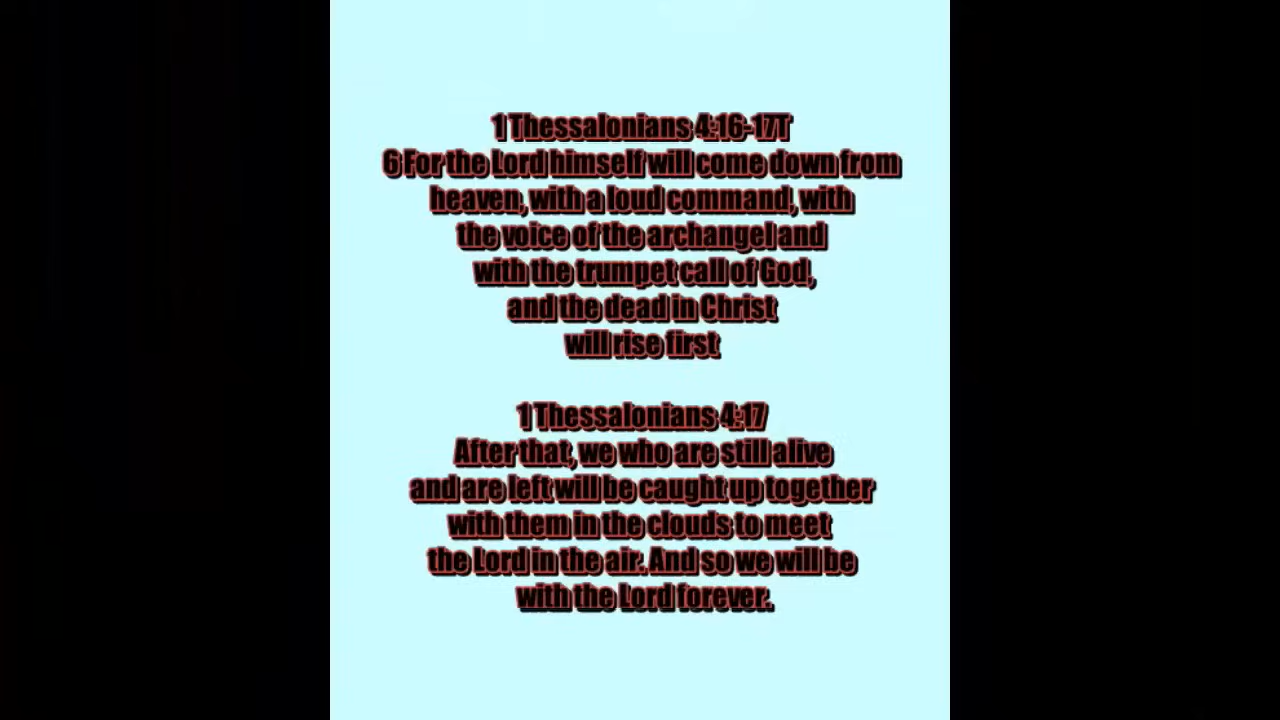 1 Thessalonians 4:16-17T
6 For the Lord himself will come down from
heaven, with a loud command, with
the voice of the archangel and
with the trumpet call of God,
and the dead in Christ
will rise first
1 Thessalonians 4:17
After that, we who are still alive
and are left will be caught up together
with them in the clouds to meet
the Lord in the air. And so we will be
with the Lord forever.